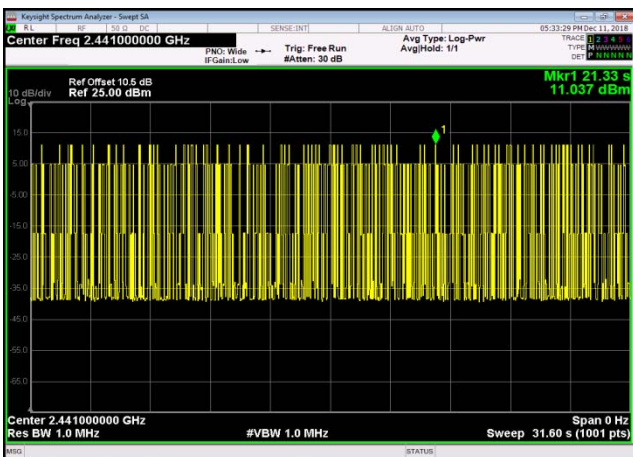 Keysight Spectrum Analyzer - Swept SA
RL RF 50 Ω DC SENSE:INT ALIGN AUTO 05:33:29 PM Dec 11, 2018
Center Freq 2.441000000 GHz
PNO: Wide
IFGain:Low
Trig: Free Run
#Atten: 30 dB
Avg Type: Log-Pwr
Avg|Hold: 1/1
TRACE 1 2 3 4 5 6
TYPE M W W W W W
DET P N N N N N
Mkr1 21.33 s
11.037 dBm
Ref Offset 10.5 dB
Ref 25.00 dBm
10 dB/div
Log
1
15.0
5.00
-5.00
-15.0
-25.0
-35.0
-45.0
-55.0
-65.0
Center 2.441000000 GHz
Span 0 Hz
Res BW 1.0 MHz
#VBW 1.0 MHz
Sweep 31.60 s (1001 pts)
MSG
STATUS